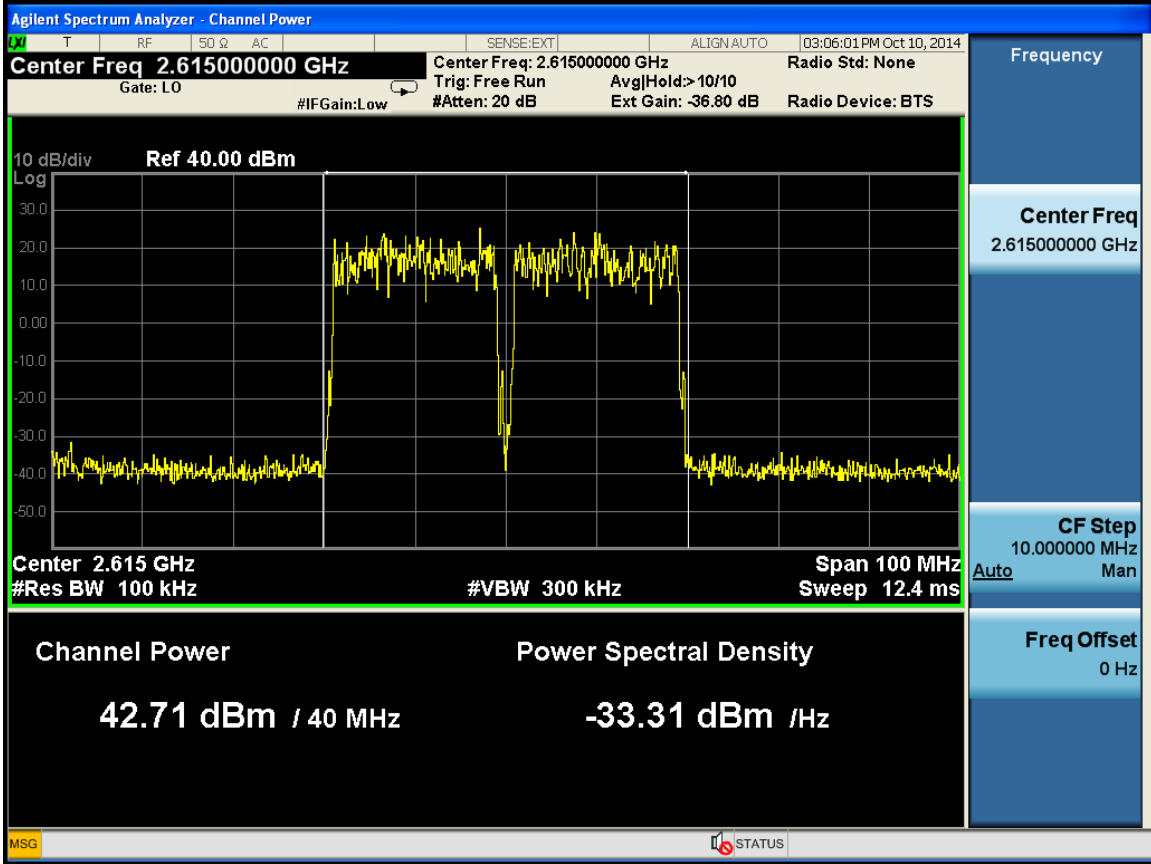 Agilent Spectrum Analyzer - Channel Power
LXI T RF 50 Ω AC SENSE:EXT ALIGN AUTO 03:06:01 PM Oct 10, 2014
Center Freq 2.615000000 GHz
Gate: LO
#IFGain:Low
Center Freq: 2.615000000 GHz
Trig: Free Run Avg|Hold:>10/10
#Atten: 20 dB Ext Gain: -36.80 dB
Radio Std: None
Radio Device: BTS
10 dB/div Ref 40.00 dBm
Log
30.0
20.0
10.0
0.00
-10.0
-20.0
-30.0
-40.0
-50.0
Center 2.615 GHz Span 100 MHz
#Res BW 100 kHz #VBW 300 kHz Sweep 12.4 ms
Channel Power Power Spectral Density
42.71 dBm / 40 MHz -33.31 dBm /Hz
Frequency
Center Freq
2.615000000 GHz
CF Step
10.000000 MHz
Auto Man
Freq Offset
0 Hz
MSG STATUS